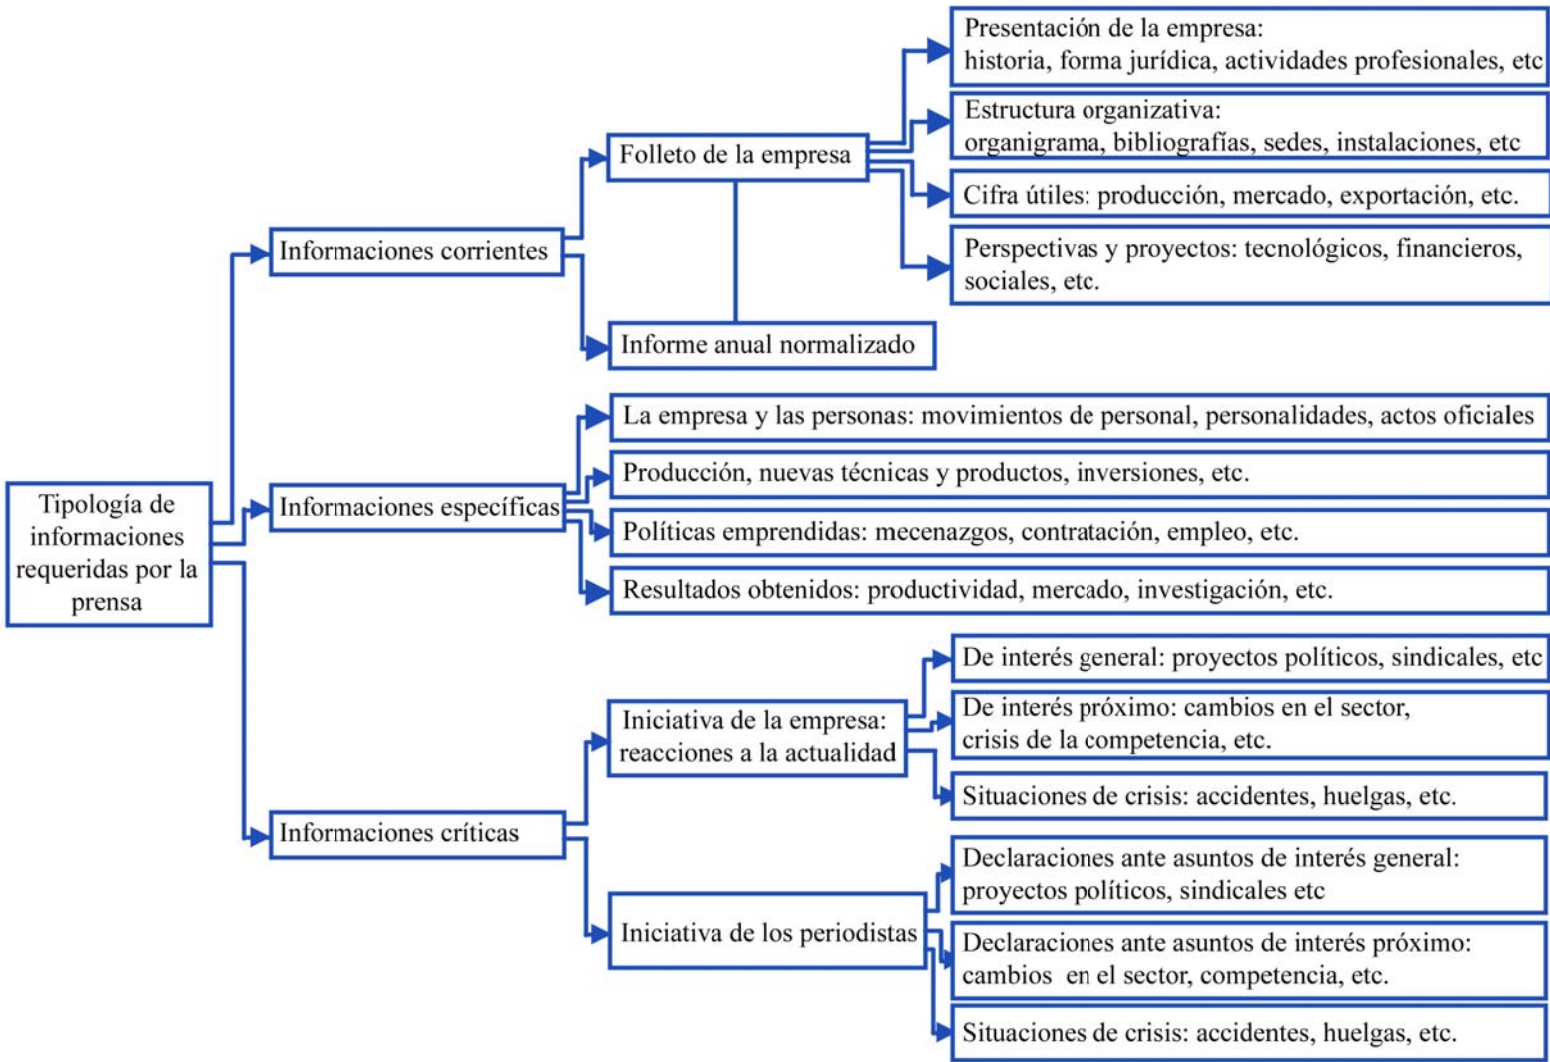 Tipología de
informaciones
requeridas por la
prensa
Informaciones corrientes
Folleto de la empresa
Presentación de la empresa:
historia, forma jurídica, actividades profesionales, etc
Estructura organizativa:
organigrama, bibliografías, sedes, instalaciones, etc
Cifra útiles: producción, mercado, exportación, etc.
Perspectivas y proyectos: tecnológicos, financieros,
sociales, etc.
Informe anual normalizado
Informaciones específicas
La empresa y las personas: movimientos de personal, personalidades, actos oficiales
Producción, nuevas técnicas y productos, inversiones, etc.
Políticas emprendidas: mecenazgos, contratación, empleo, etc.
Resultados obtenidos: productividad, mercado, investigación, etc.
Informaciones críticas
Iniciativa de la empresa:
reacciones a la actualidad
De interés general: proyectos políticos, sindicales, etc
De interés próximo: cambios en el sector,
crisis de la competencia, etc.
Situaciones de crisis: accidentes, huelgas, etc.
Iniciativa de los periodistas
Declaraciones ante asuntos de interés general:
proyectos políticos, sindicales etc
Declaraciones ante asuntos de interés próximo:
cambios en el sector, competencia, etc.
Situaciones de crisis: accidentes, huelgas, etc.